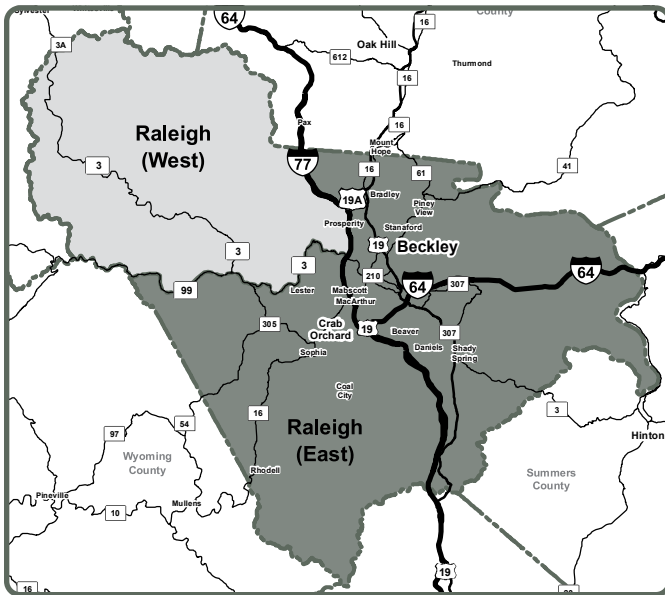 Sylvester
64
16
County
3A
Oak Hill
612
Thurmond
16
16
Pax
Raleigh
(West)
Mount
Hope
77
16
61
41
3
19A
Bradley
Piney
View
Prosperity
Stanaford
19
Beckley
3
3
210
64
307
64
99
Lester
Mabscott
MacArthur
305
Crab
Orchard
19
Beaver
307
Sophia
Daniels
Shady
Spring
Coal
City
16
3
54
97
Raleigh
(East)
Hinton
Wyoming
County
Rhodell
Summers
County
Pineville
Mullens
10
19
16
20